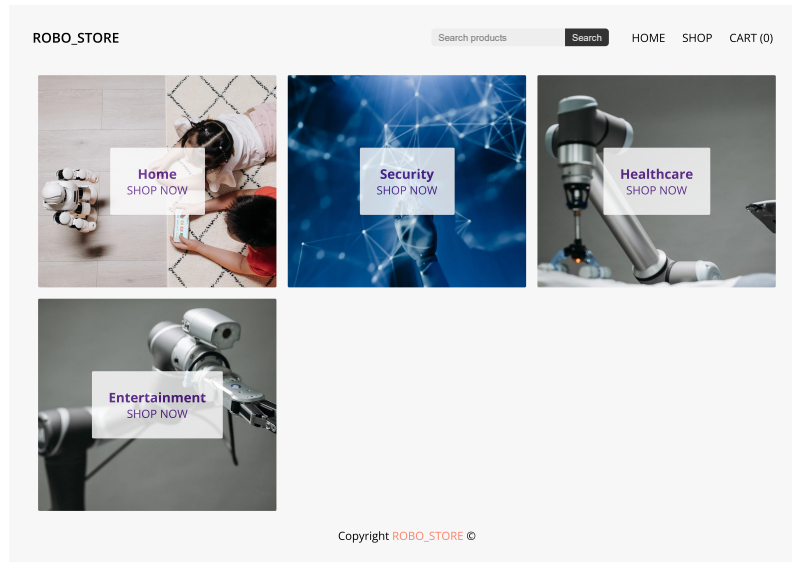 ROBO_STORE
Search products
Search
HOME
SHOP
CART (0)
Home
SHOP NOW
Security
SHOP NOW
Healthcare
SHOP NOW
Entertainment
SHOP NOW
Copyright ROBO_STORE ©